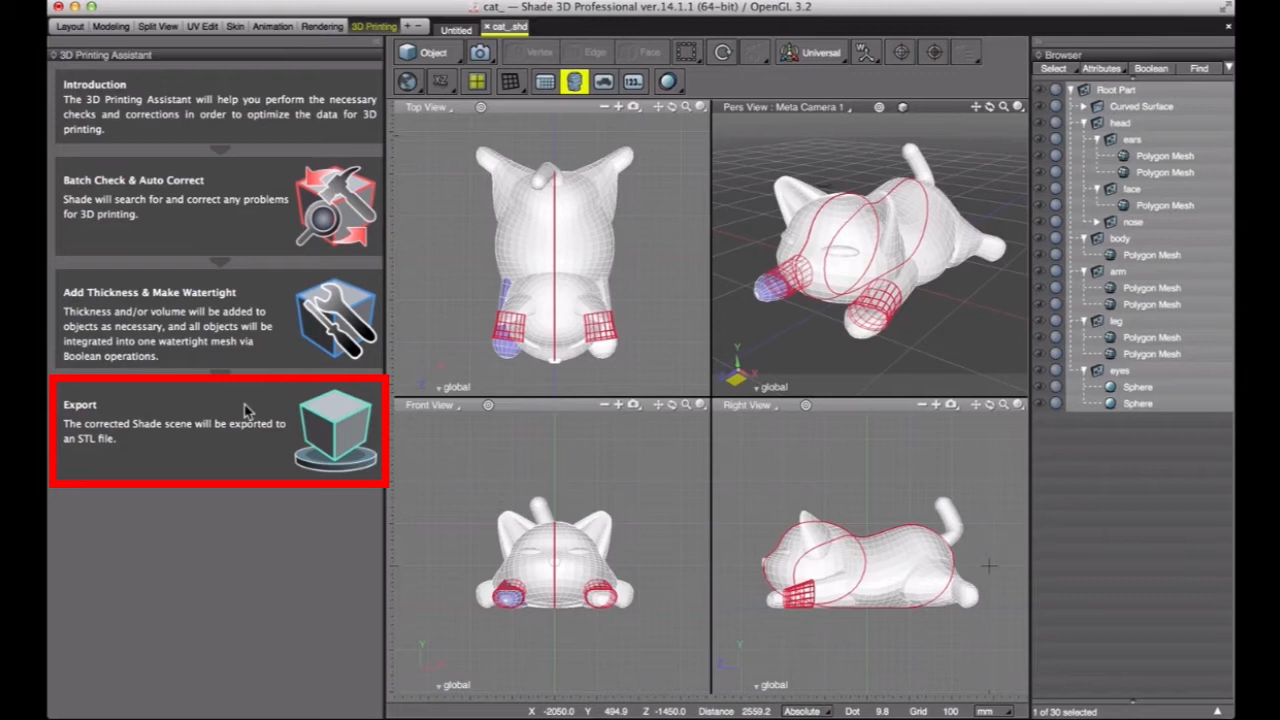 cat_ — Shade 3D Professional ver.14.1.1 (64-bit) / OpenGL 3.2
Layout Modeling Split View UV Edit Skin Animation Rendering 3D Printing + −
Untitled × cat_.shd
3D Printing Assistant
Introduction
The 3D Printing Assistant will help you perform the necessary
checks and corrections in order to optimize the data for 3D
printing.
Batch Check & Auto Correct
Shade will search for and correct any problems
for 3D printing.
Add Thickness & Make Watertight
Thickness and/or volume will be added to
objects as necessary, and all objects will be
integrated into one watertight mesh via
Boolean operations.
Export
The corrected Shade scene will be exported to
an STL file.
Object Vertex Edge Face Universal
Top View
Pers View : Meta Camera 1
Y
X
Z
global
global
Front View
Right View
Y
Y
global
global
X -2050.0 Y 494.9 Z -1450.0 Distance 2559.2 Absolute Dot 9.8 Grid 100 mm
Browser
Select Attributes Boolean Find
Root Part
Curved Surface
head
ears
Polygon Mesh
Polygon Mesh
face
Polygon Mesh
nose
body
Polygon Mesh
arm
Polygon Mesh
Polygon Mesh
leg
Polygon Mesh
Polygon Mesh
eyes
Sphere
Sphere
1 of 30 selected